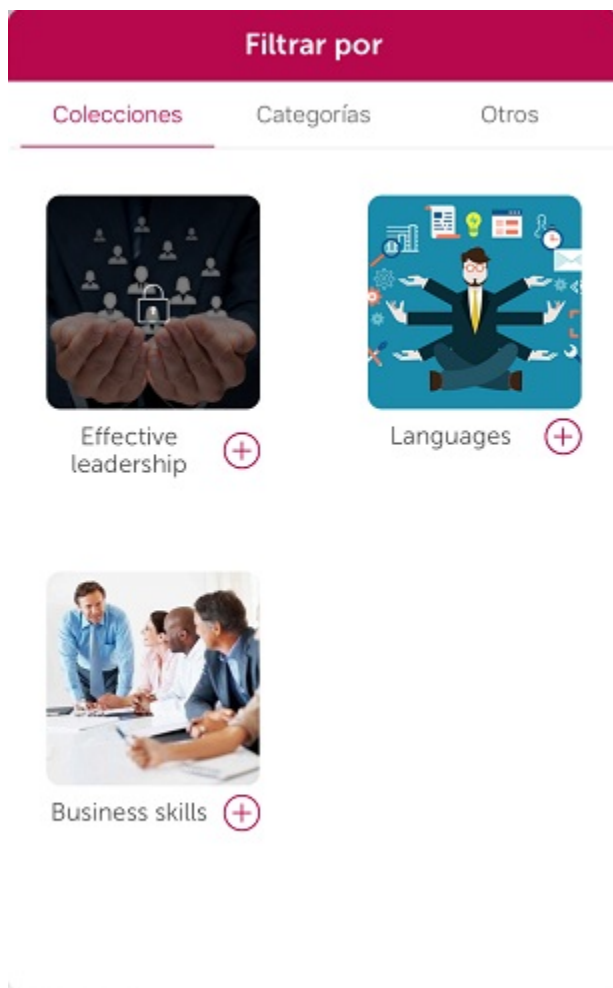 Filtrar por
Colecciones
Categorías
Otros
Effective
leadership
Languages
Business skills